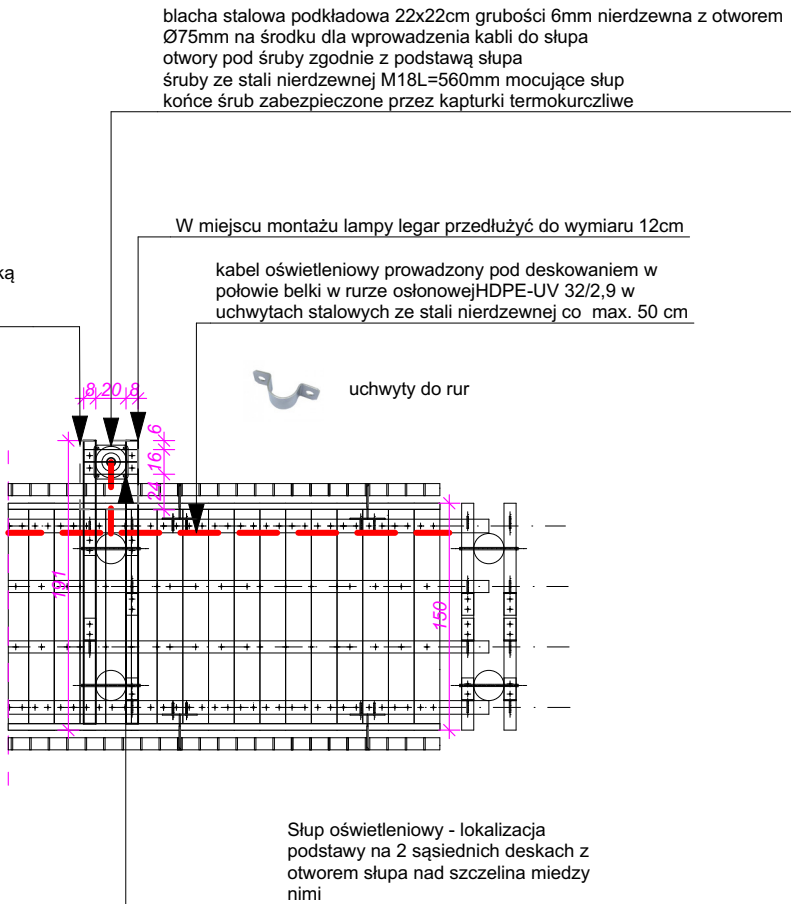 blacha stalowa podkładowa 22x22cm grubości 6mm nierdzewna z otworem
Ø75mm na środku dla wprowadzenia kabli do słupa
otwory pod śruby zgodnie z podstawą słupa
śruby ze stali nierdzewnej M18L=560mm mocujące słup
końce śrub zabezpieczone przez kapturki termokurczliwe
W miejscu montażu lampy legar przedłużyć do wymiaru 12cm
ką
kabel oświetleniowy prowadzony pod deskowaniem w
połowie belki w rurze osłonowejHDPE-UV 32/2,9 w
uchwytach stalowych ze stali nierdzewnej co max. 50 cm
uchwyty do rur
8 20 8
6
16
24
191
150
Słup oświetleniowy - lokalizacja
podstawy na 2 sąsiednich deskach z
otworem słupa nad szczelina miedzy
nimi